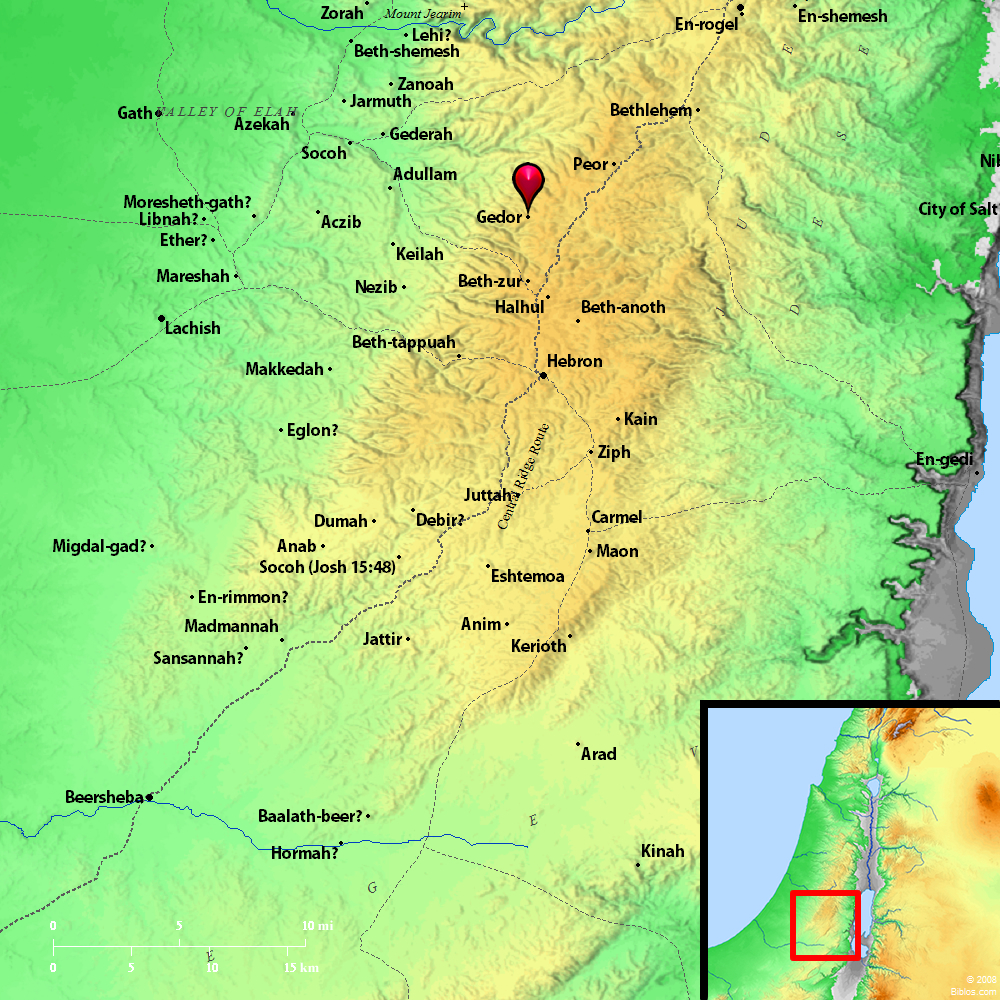 Zorah
Mount Jearim
En-rogel
En-shemesh
Lehi?
Beth-shemesh
Zanoah
Jarmuth
Gath
VALLEY OF ELAH
Azekah
Bethlehem
Gederah
Socoh
Peor
Adullam
Nib
Moresheth-gath?
Libnah?
Aczib
Gedor
City of Salt
Ether?
Keilah
Mareshah
Nezib
Beth-zur
Halhul
Beth-anoth
Lachish
Beth-tappuah
Hebron
Makkedah
Kain
Eglon?
Ziph
En-gedi
Central Ridge Route
Juttah
Dumah
Debir?
Carmel
Migdal-gad?
Anab
Maon
Socoh (Josh 15:48)
Eshtemoa
En-rimmon?
Madmannah
Anim
Jattir
Kerioth
Sansannah?
Arad
Beersheba
Baalath-beer?
Hormah?
Kinah
J U D E
D E S E
N E G E V
0 5 10 mi
0 5 10 15 km
© 2008
Biblos.com